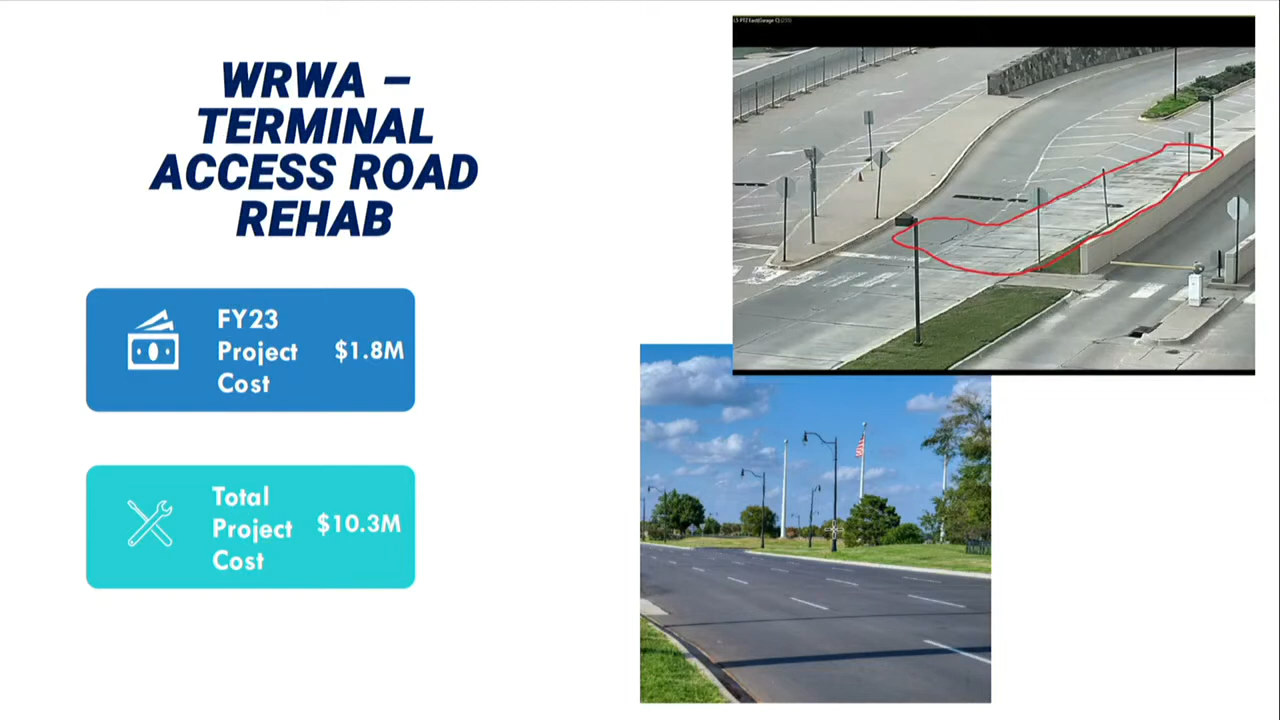 WRWA –
TERMINAL
ACCESS ROAD
REHAB
FY23
Project
Cost
$1.8M
Total
Project
Cost
$10.3M